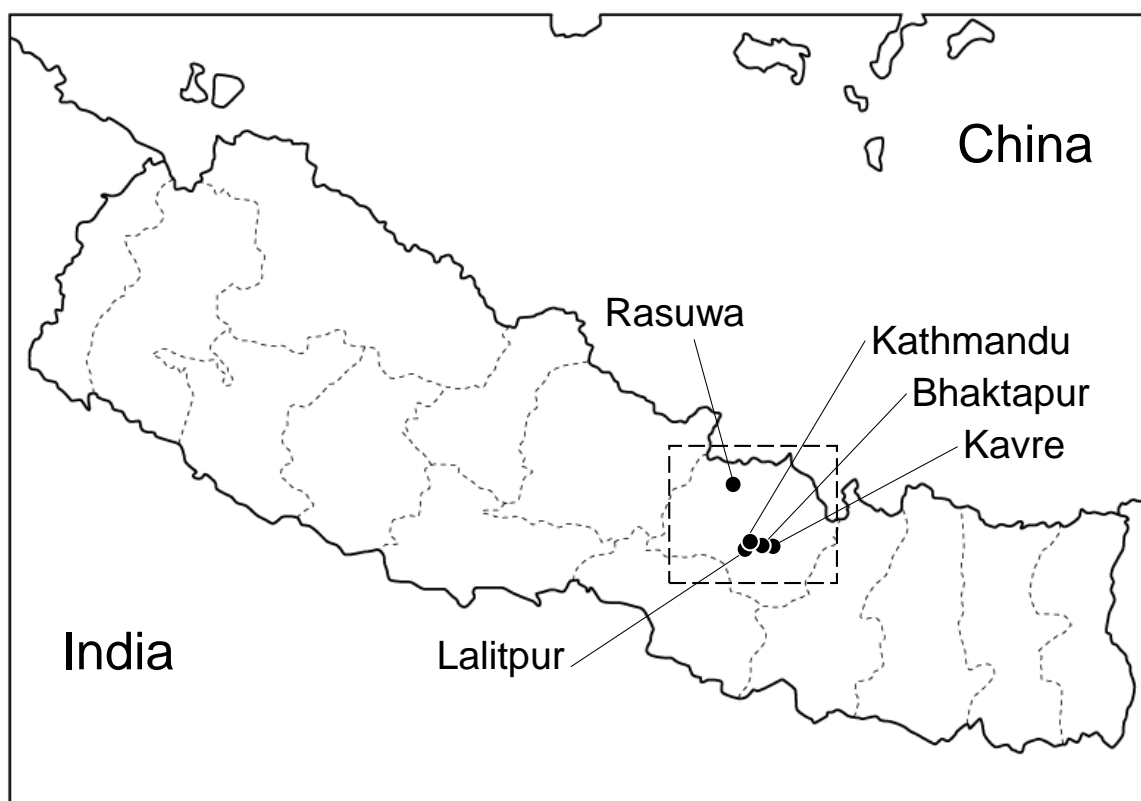 China
Rasuwa
Kathmandu
Bhaktapur
Kavre
India
Lalitpur